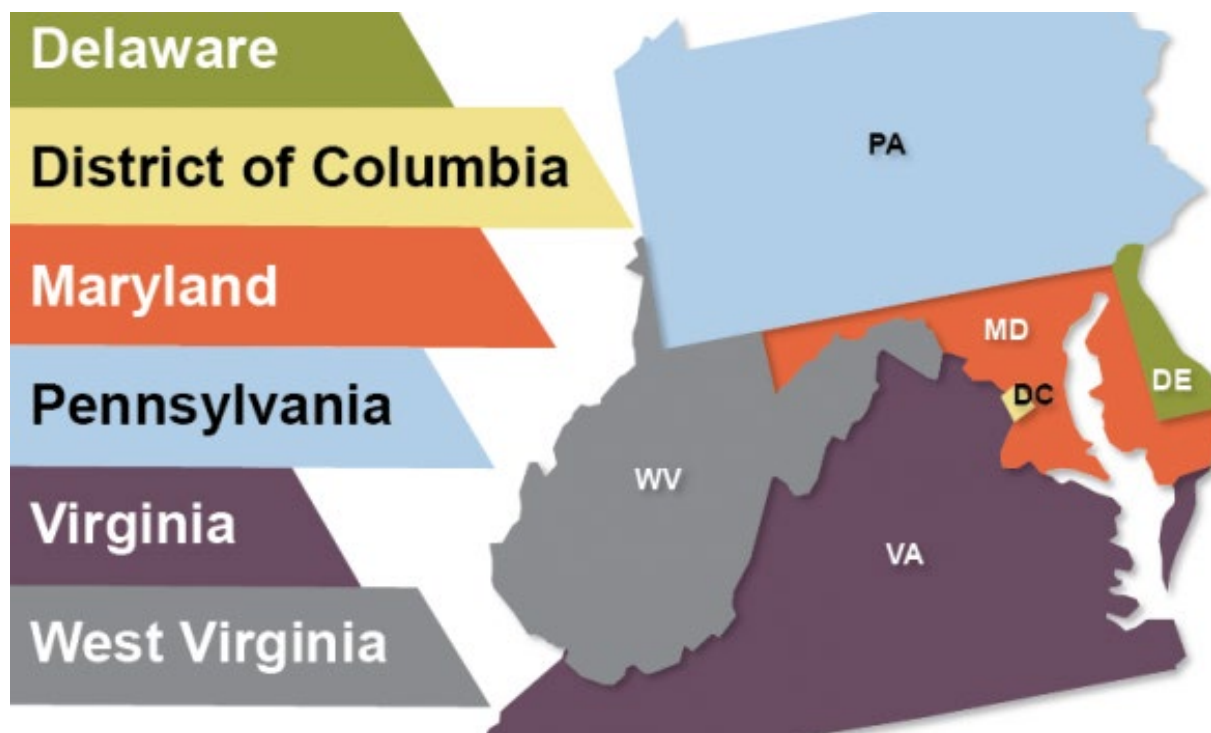 Delaware
District of Columbia
Maryland
Pennsylvania
Virginia
West Virginia
PA
MD
DE
DC
WV
VA